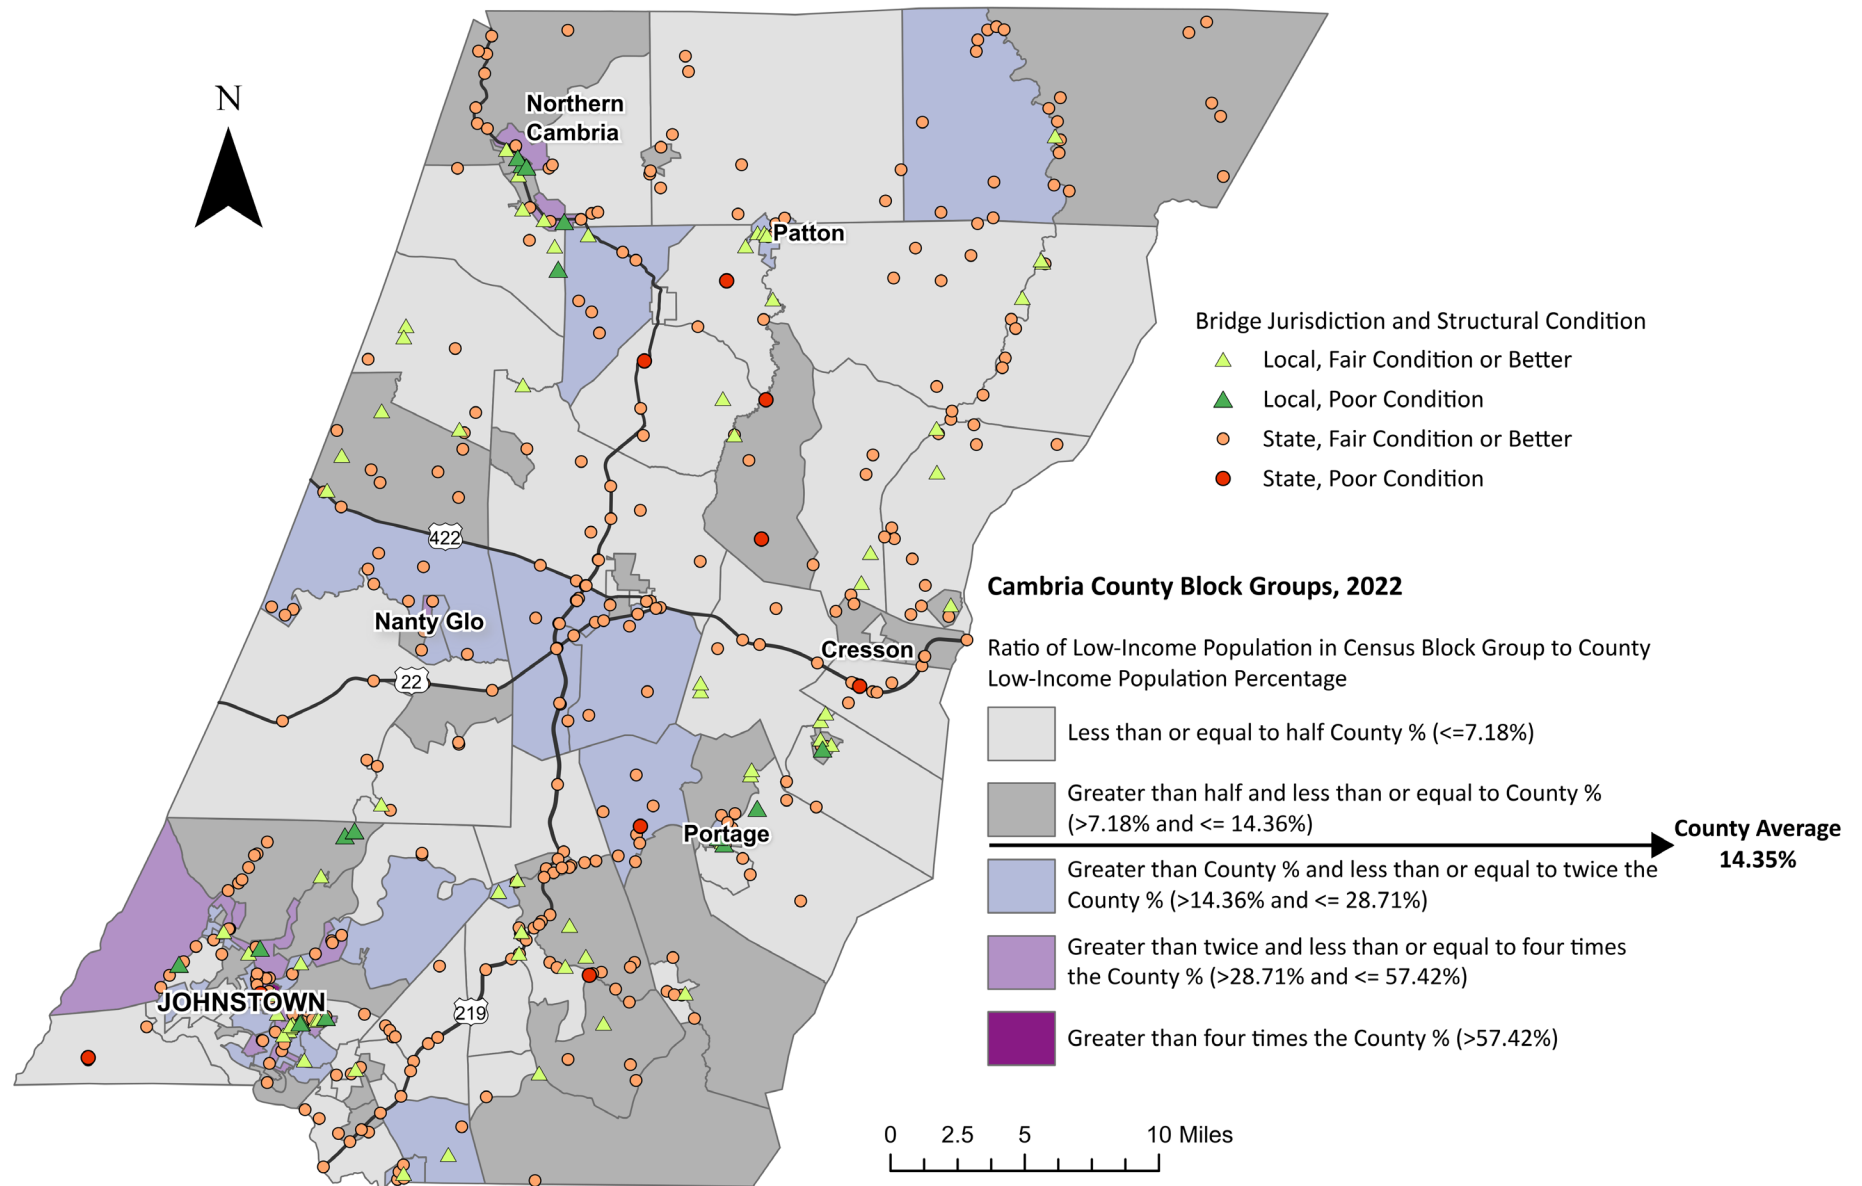 N
Northern
Cambria
Patton
422
Nanty Glo
22
Cresson
Portage
JOHNSTOWN
219
Bridge Jurisdiction and Structural Condition
Local, Fair Condition or Better
Local, Poor Condition
State, Fair Condition or Better
State, Poor Condition
Cambria County Block Groups, 2022
Ratio of Low-Income Population in Census Block Group to County
Low-Income Population Percentage
Less than or equal to half County % (<=7.18%)
Greater than half and less than or equal to County %
(>7.18% and <= 14.36%)
County Average
14.35%
Greater than County % and less than or equal to twice the
County % (>14.36% and <= 28.71%)
Greater than twice and less than or equal to four times
the County % (>28.71% and <= 57.42%)
Greater than four times the County % (>57.42%)
0 2.5 5 10 Miles